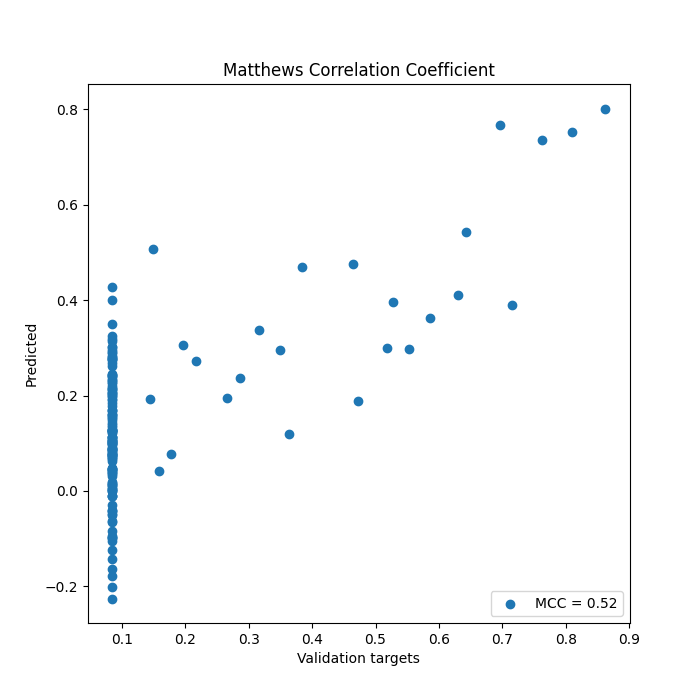 Matthews Correlation Coefficient
0.8
0.6
0.4
0.2
0.0
−0.2
Predicted
MCC = 0.52
0.1 0.2 0.3 0.4 0.5 0.6 0.7 0.8 0.9
Validation targets